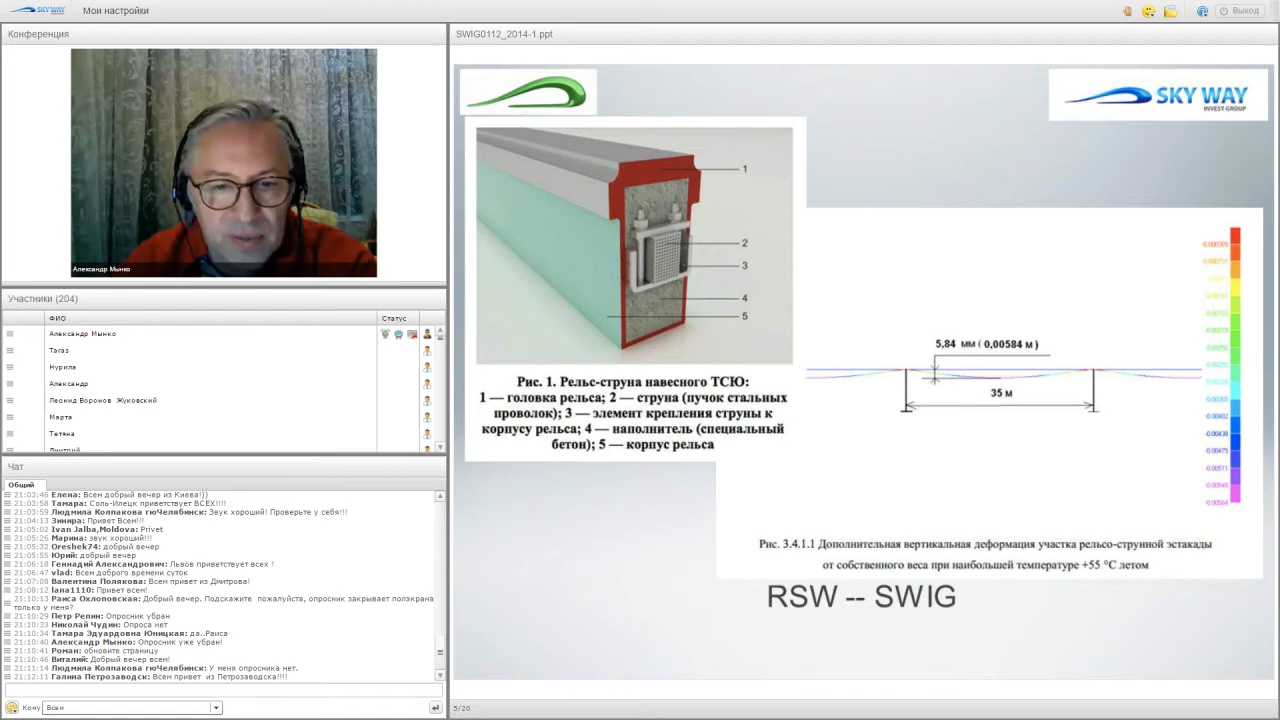 SKY WAY
Мои настройки
Выход
Конференция
Александр Мынко
Участники (204)
ФИО
Статус
Александр Мынко
Taras
Нурила
Александр
Леонид Воронов Жуковский
Марта
Тетяна
Дмитрий
Чат
Общий
21:03:46 Елена: Всем добрый вечер из Киева!))
21:03:58 Тамара: Соль-Илецк приветствует ВСЕХ!!!!
21:03:59 Людмила Колпакова гюЧелябинск: Звук хороший! Проверьте у себя!!!
21:04:13 Зинира: Привет Всем!!!
21:05:02 Ivan Jalba,Moldova: Privet
21:05:26 Марина: звук хороший!!!
21:05:32 Oreshek74: добрый вечер
21:05:55 Юрий: добрый вечер
21:06:18 Геннадий Александрович: Львов приветствует всех !
21:06:47 vlad: Всем доброго времени суток
21:07:08 Валентина Полякова: Всем привет из Дмитрова!
21:08:12 lana1110: Привет всем!
21:10:13 Раиса Охлоповская: Добрый вечер. Подскажите пожалуйста, опросник закрывает полэкрана
только у меня?
21:10:29 Петр Репин: Опросник убран
21:10:33 Николай Чудин: Опроса нет
21:10:34 Тамара Эдуардовна Юницкая: да..Раиса
21:10:40 Александр Мынко: Опросник уже убран!
21:10:41 Роман: обновите страницу
21:10:46 Виталий: Добрый вечер всем!
21:11:14 Людмила Колпакова гюЧелябинск: У меня опросника нет.
21:12:11 Галина Петрозаводск: Всем привет из Петрозаводска!!!!
Кому
Всем
SWIG0112_2014-1.ppt
SKY WAY
INVEST GROUP
1
2
3
4
5
Рис. 1. Рельс-струна навесного ТСЮ:
1 — головка рельса; 2 — струна (пучок стальных
проволок); 3 — элемент крепления струны к
корпусу рельса; 4 — наполнитель (специальный
бетон); 5 — корпус рельса
5,84 мм ( 0,00584 м )
35 м
Рис. 3.4.1.1 Дополнительная вертикальная деформация участка рельсо-струнной эстакады
от собственного веса при наибольшей температуре +55 °С летом
RSW -- SWIG
5/20